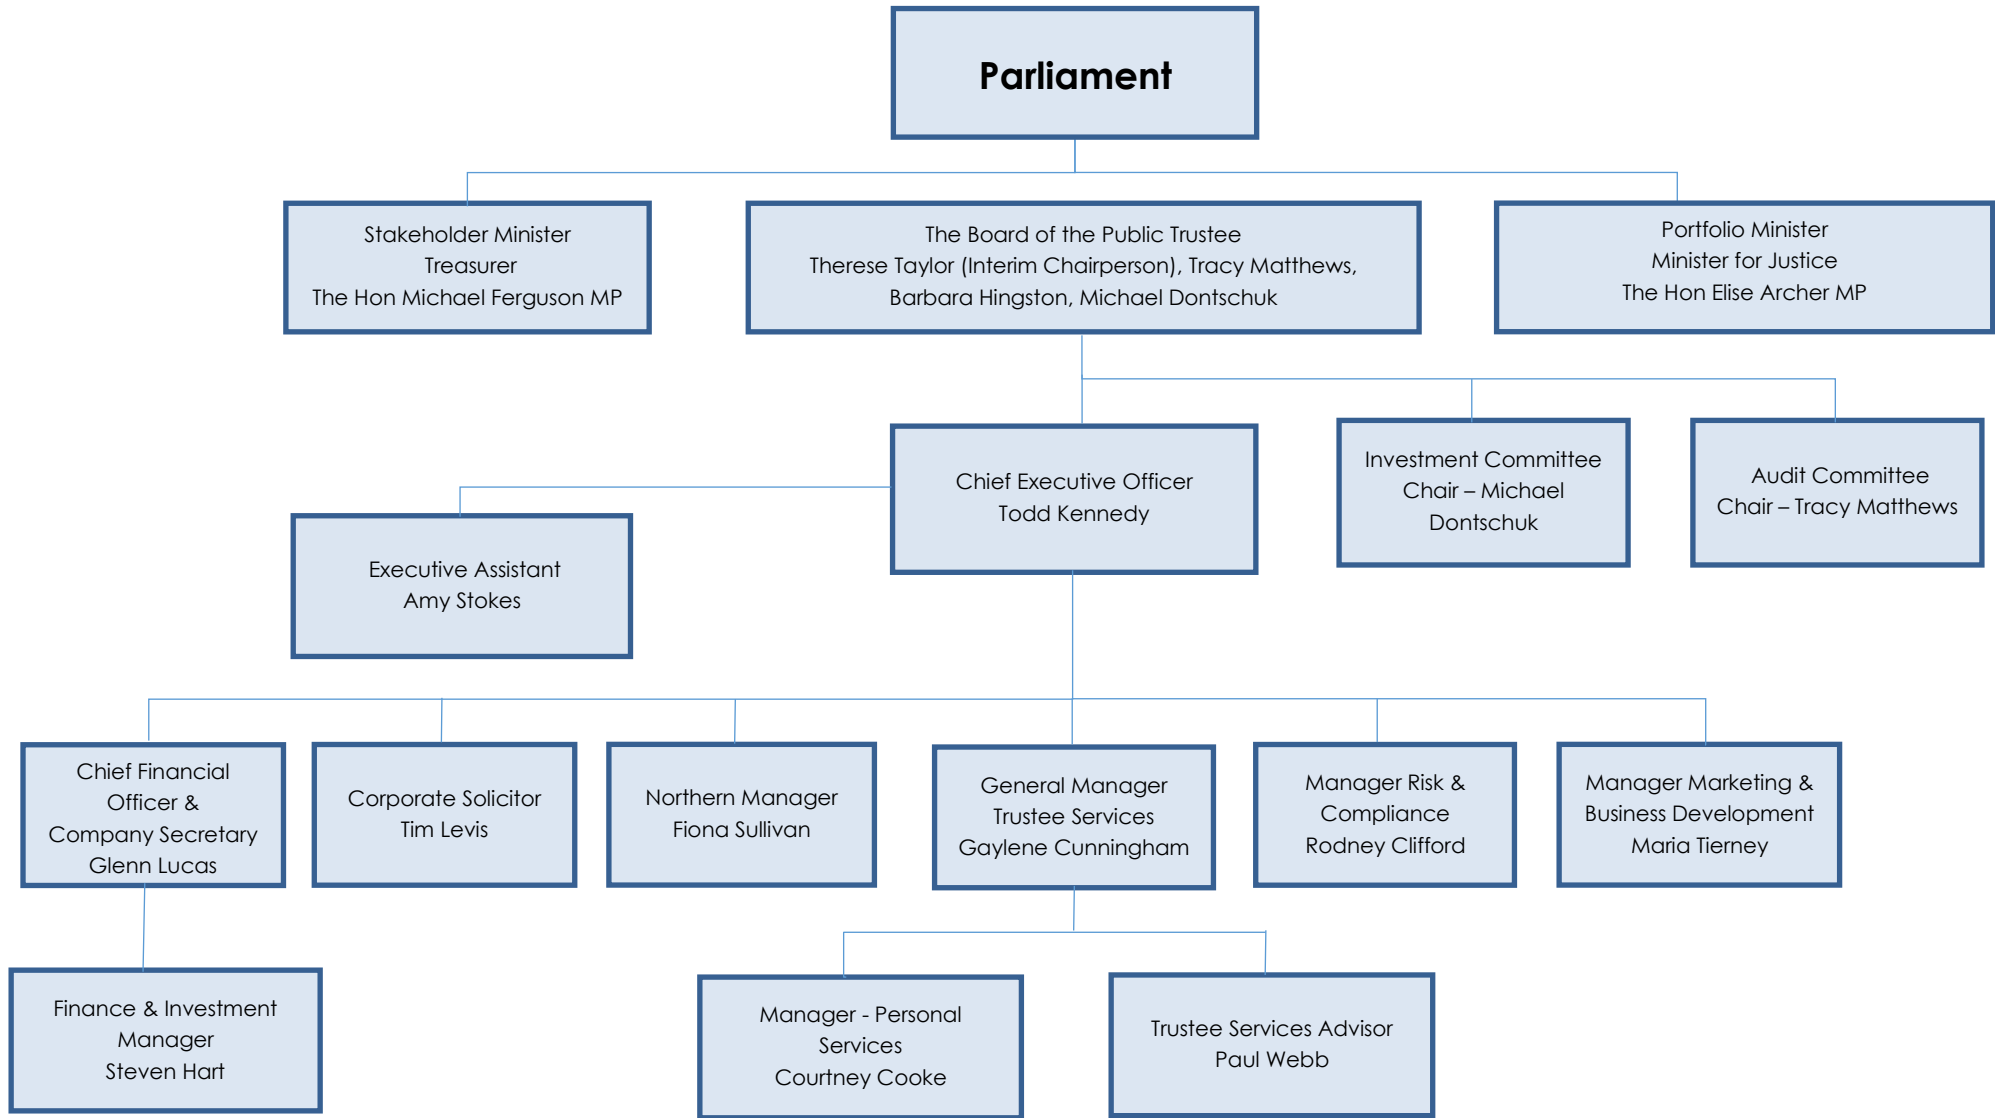 Parliament
Stakeholder Minister
Treasurer
The Hon Michael Ferguson MP
The Board of the Public Trustee
Therese Taylor (Interim Chairperson), Tracy Matthews,
Barbara Hingston, Michael Dontschuk
Portfolio Minister
Minister for Justice
The Hon Elise Archer MP
Chief Executive Officer
Todd Kennedy
Investment Committee
Chair – Michael
Dontschuk
Audit Committee
Chair – Tracy Matthews
Executive Assistant
Amy Stokes
Chief Financial
Officer &
Company Secretary
Glenn Lucas
Corporate Solicitor
Tim Levis
Northern Manager
Fiona Sullivan
General Manager
Trustee Services
Gaylene Cunningham
Manager Risk &
Compliance
Rodney Clifford
Manager Marketing &
Business Development
Maria Tierney
Finance & Investment
Manager
Steven Hart
Manager - Personal
Services
Courtney Cooke
Trustee Services Advisor
Paul Webb